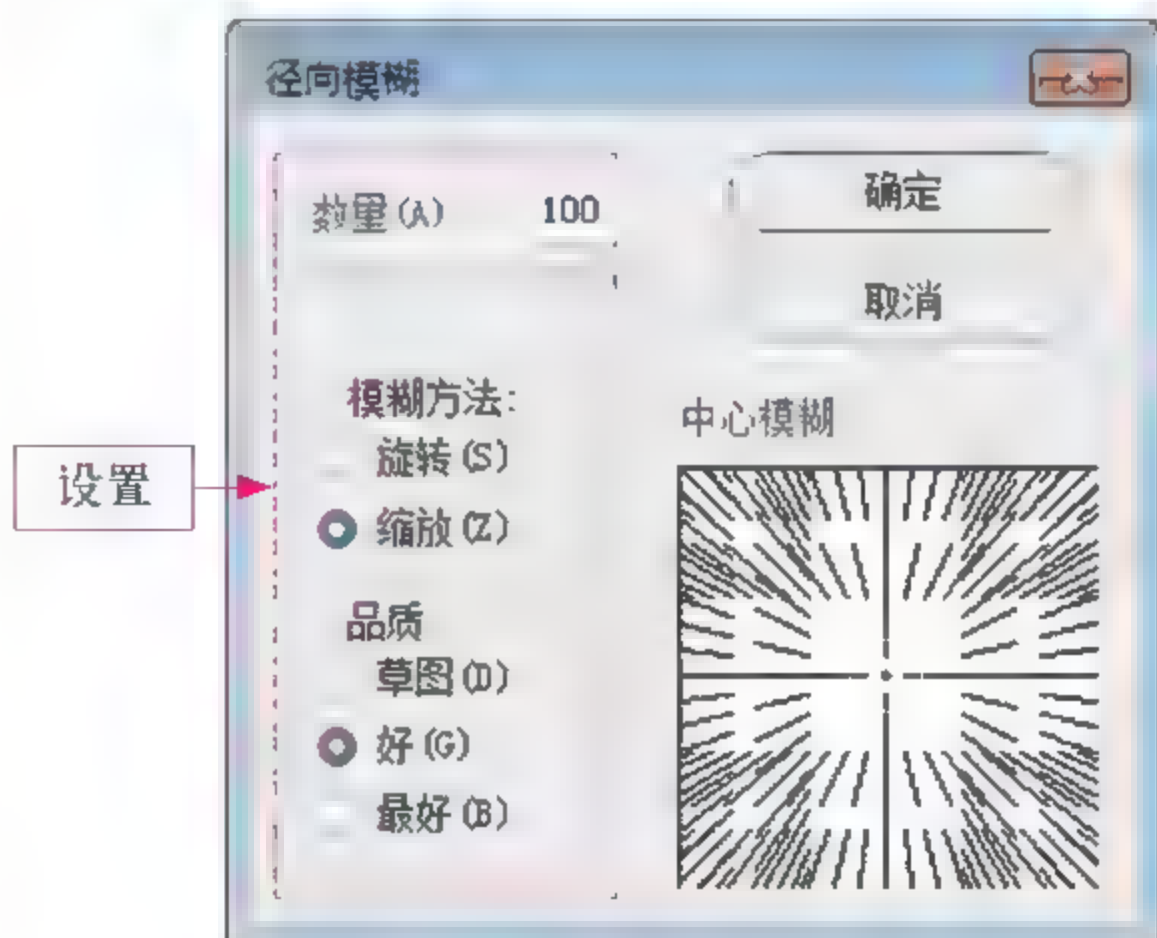 径向模糊
数量(A) 100
确定
取消
模糊方法:
旋转(S)
缩放(Z)
品质
草图(D)
好(G)
最好(B)
中心模糊
设置